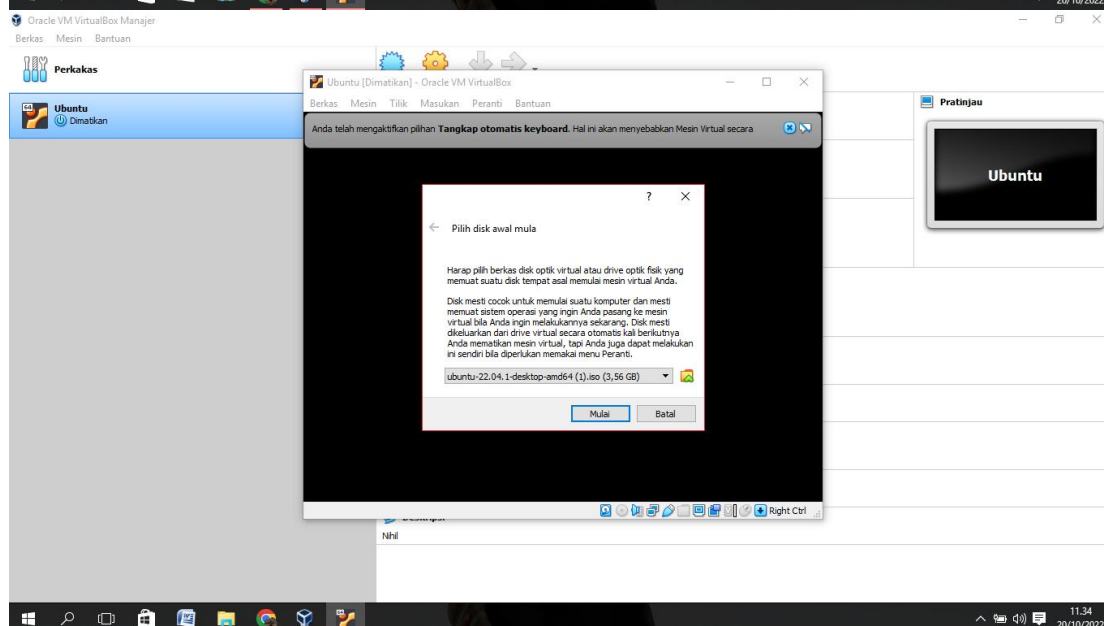 20/10/2022
Oracle VM VirtualBox Manajer
Berkas Mesin Bantuan
Perkakas
Ubuntu
Dimatikan
Ubuntu [Dimatikan] - Oracle VM VirtualBox
Berkas Mesin Tilik Masukan Peranti Bantuan
Anda telah mengaktifkan pilihan Tangkap otomatis keyboard. Hal ini akan menyebabkan Mesin Virtual secara
Pratinjau
Ubuntu
Pilih disk awal mula
Harap pilih berkas disk optik virtual atau drive optik fisik yang
memuat suatu disk tempat asal memulai mesin virtual Anda.
Disk mesti cocok untuk memulai suatu komputer dan mesti
memuat sistem operasi yang ingin Anda pasang ke mesin
virtual bila Anda ingin melakukannya sekarang. Disk mesti
dikeluarkan dari drive virtual secara otomatis kali berikutnya
Anda mematikan mesin virtual, tapi Anda juga dapat melakukan
ini sendiri bila diperlukan memakai menu Peranti.
ubuntu-22.04.1-desktop-amd64 (1).iso (3,56 GB)
Mulai Batal
Right Ctrl
Nihil
11.34
20/10/2022